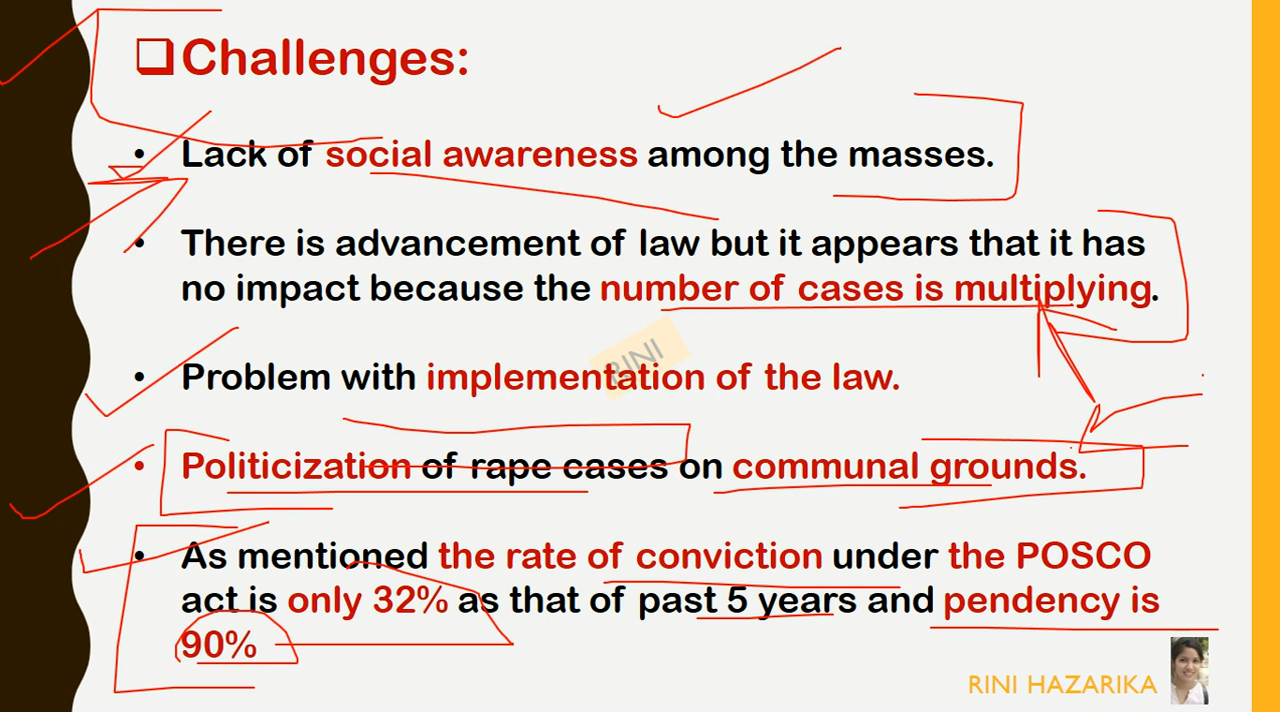 ❑Challenges:
• Lack of social awareness among the masses.
• There is advancement of law but it appears that it has
no impact because the number of cases is multiplying.
RINI
• Problem with implementation of the law.
• Politicization of rape cases on communal grounds.
• As mentioned the rate of conviction under the POSCO
act is only 32% as that of past 5 years and pendency is
90%
RINI HAZARIKA